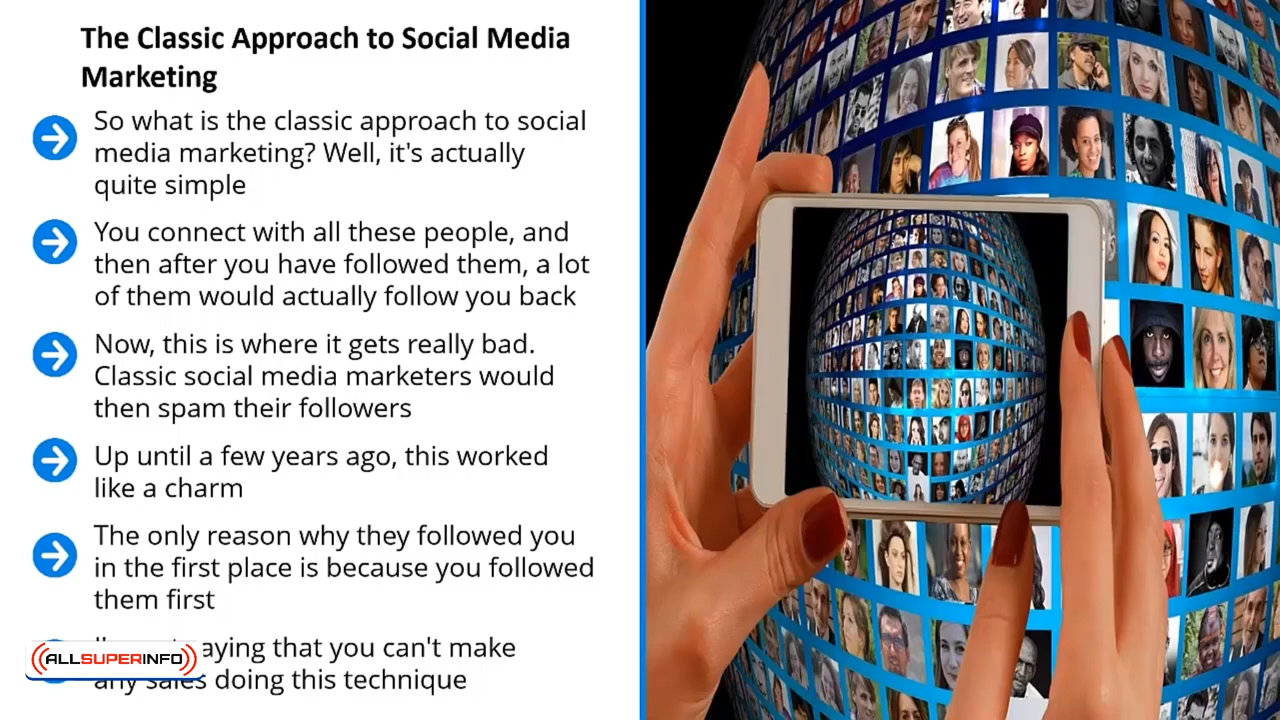 The Classic Approach to Social Media
Marketing
So what is the classic approach to social
media marketing? Well, it's actually
quite simple
You connect with all these people, and
then after you have followed them, a lot
of them would actually follow you back
Now, this is where it gets really bad.
Classic social media marketers would
then spam their followers
Up until a few years ago, this worked
like a charm
The only reason why they followed you
in the first place is because you followed
them first
that you can't make
any sales doing this technique
ALLSUPERINFO